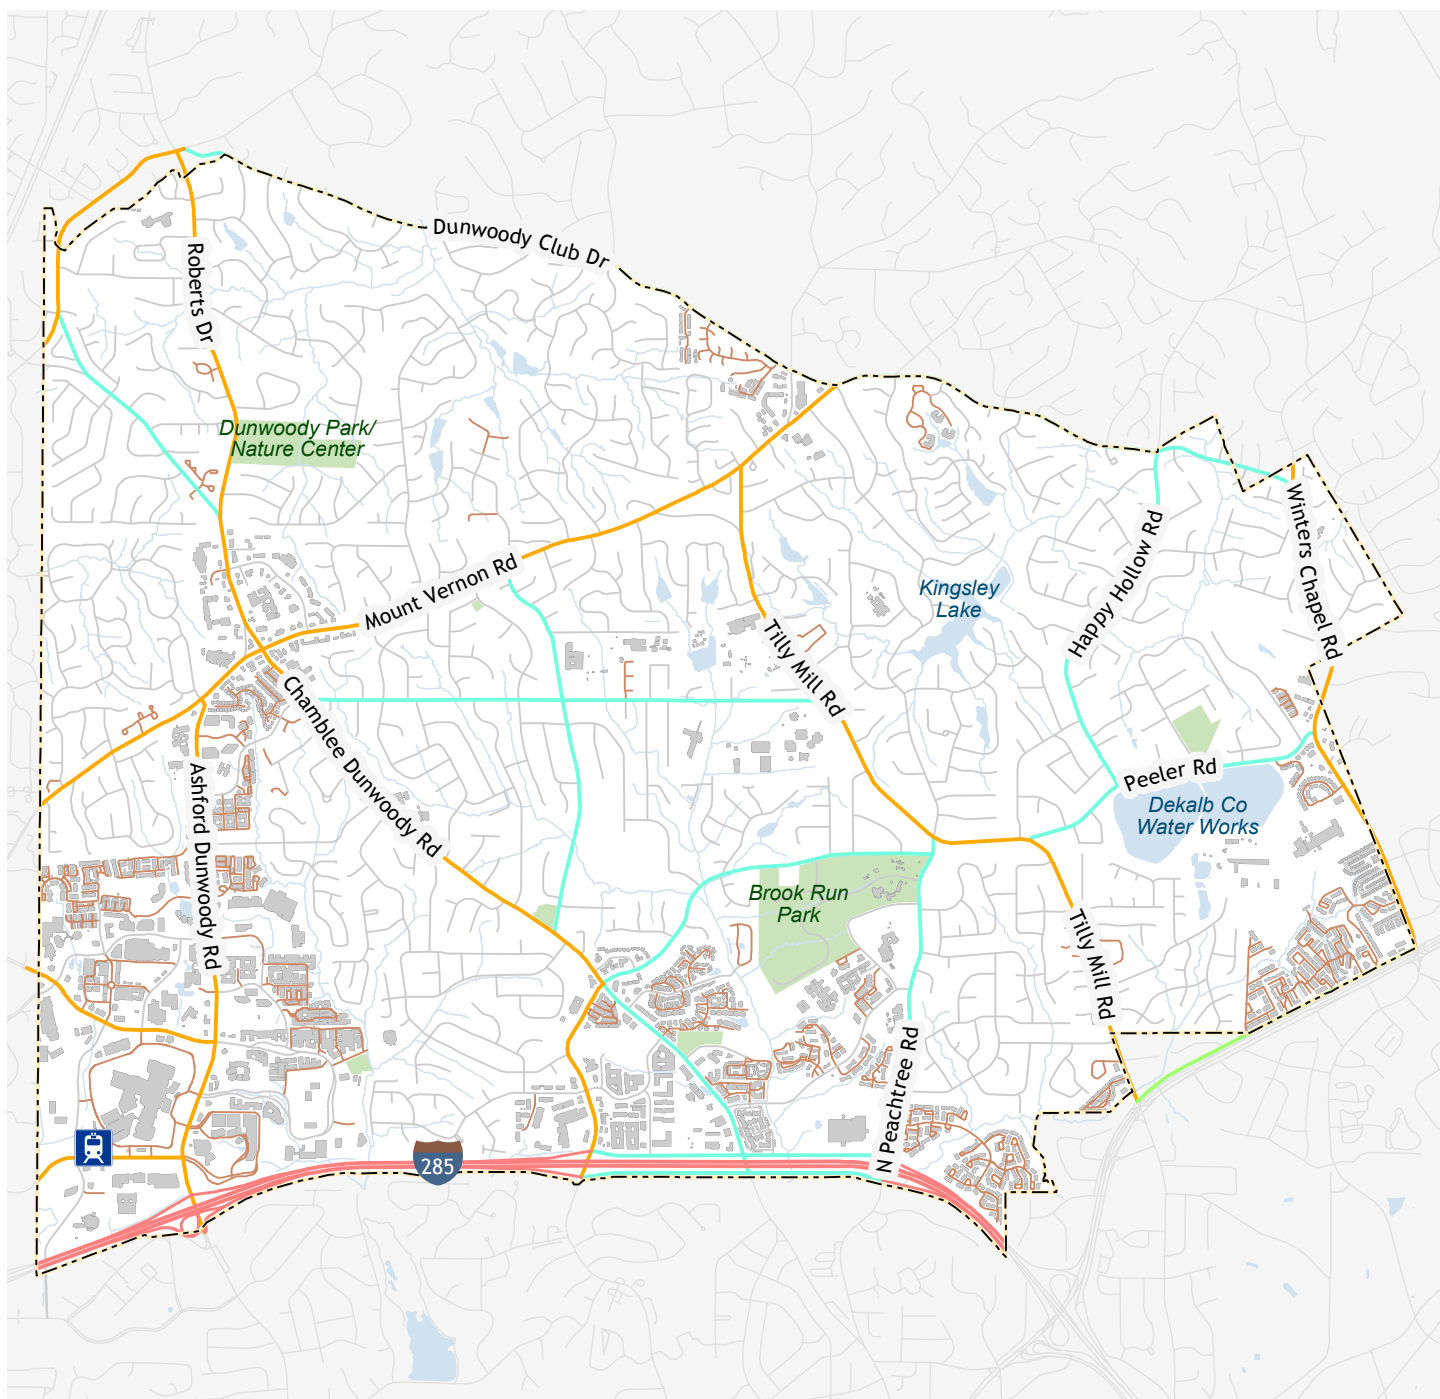 Dunwoody Club Dr
Roberts Dr
Dunwoody Park/
Nature Center
Mount Vernon Rd
Winters Chapel Rd
Happy Hollow Rd
Kingsley
Lake
Tilly Mill Rd
Chamblee Dunwoody Rd
Peeler Rd
Ashford Dunwoody Rd
Dekalb Co
Water Works
Brook Run
Park
Tilly Mill Rd
N Peachtree Rd
285